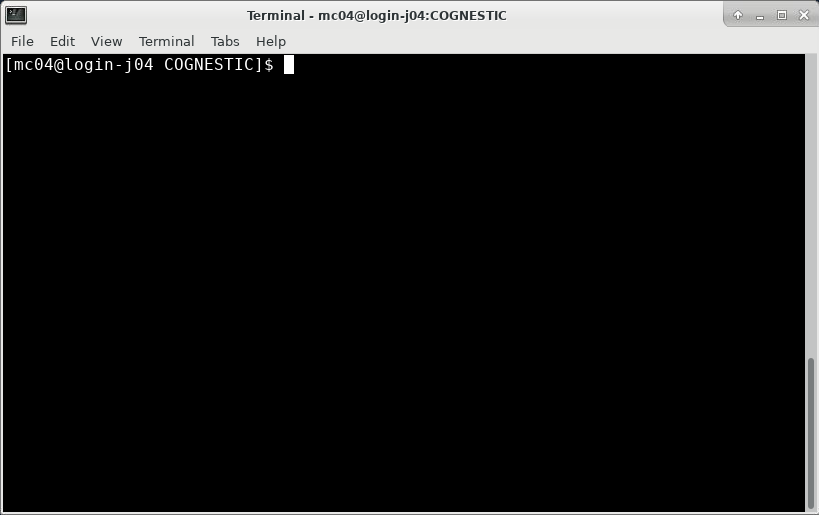 Terminal - mc04@login-j04:COGNESTIC
File Edit View Terminal Tabs Help
[mc04@login-j04 COGNESTIC]$